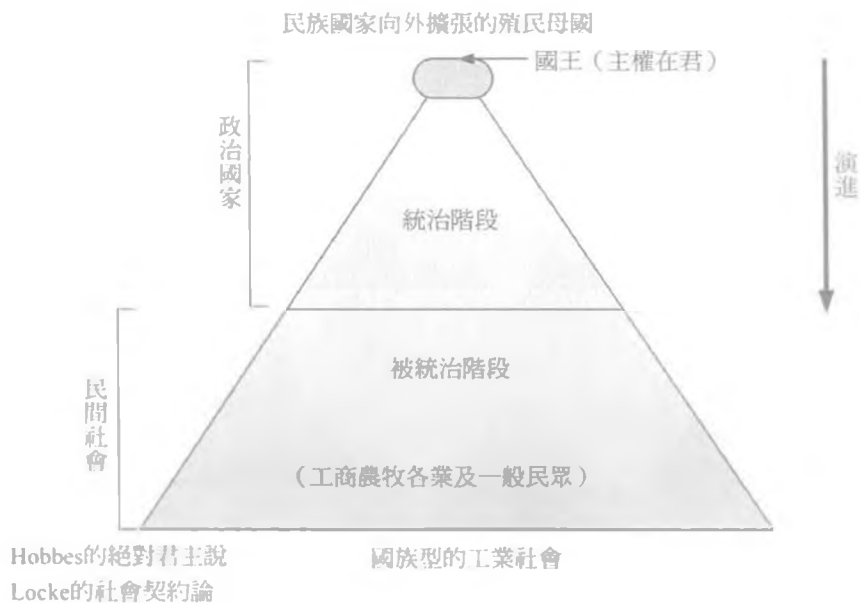 民族國家向外擴張的殖民母國
國王（主權在君）
政治國家
演進
統治階段
被統治階段
民間社會
（工商農牧各業及一般民眾）
Hobbes的絕對君主說
國族型的工業社會
Locke的社會契約論